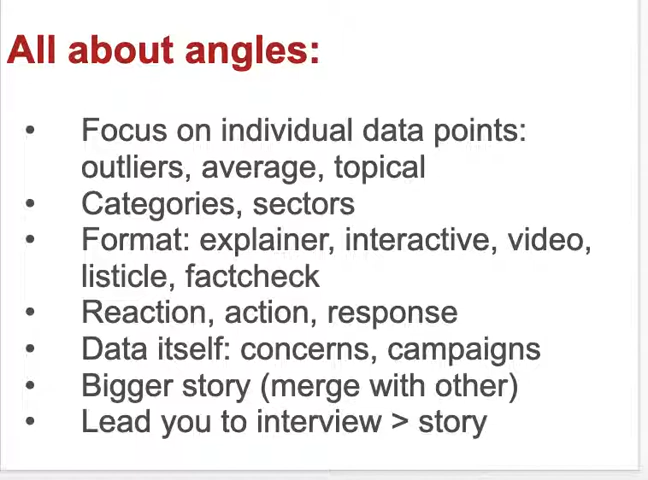 All about angles:
• Focus on individual data points:
outliers, average, topical
• Categories, sectors
• Format: explainer, interactive, video,
listicle, factcheck
• Reaction, action, response
• Data itself: concerns, campaigns
• Bigger story (merge with other)
• Lead you to interview > story